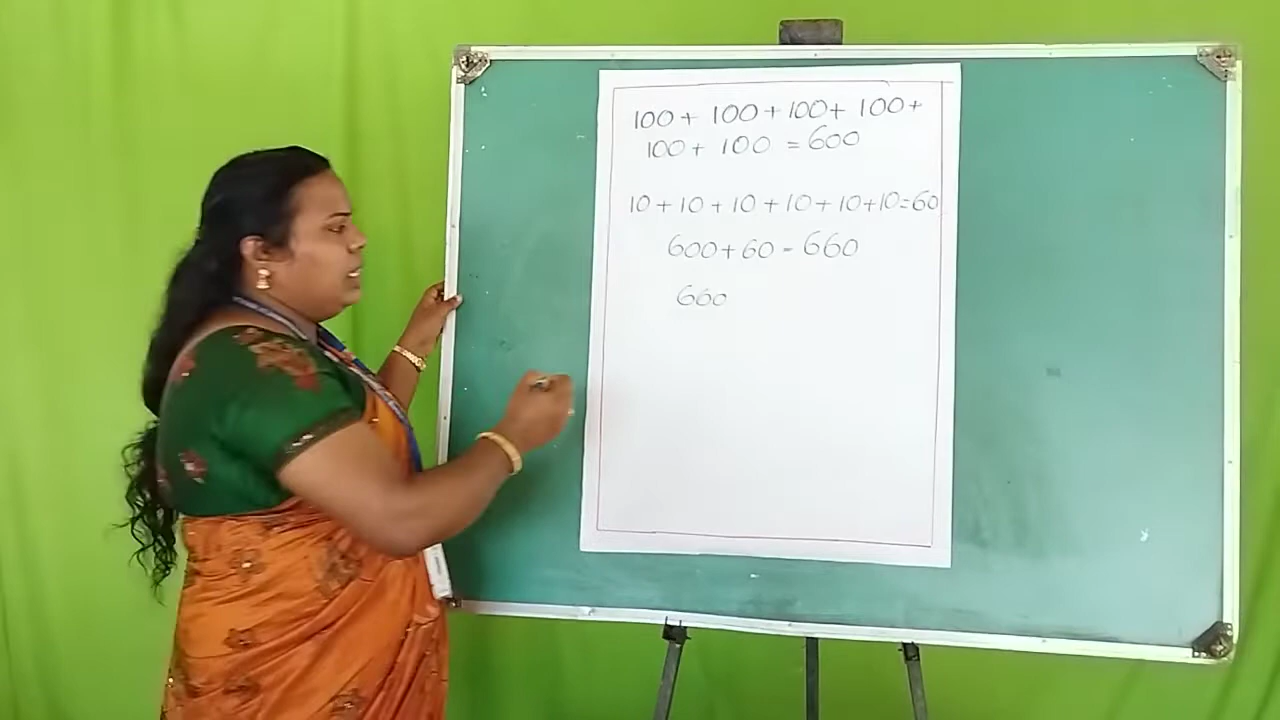 100 + 100 + 100 + 100 +
100 + 100 = 600
10 + 10 + 10 + 10 + 10 + 10 = 60
600 + 60 = 660
660